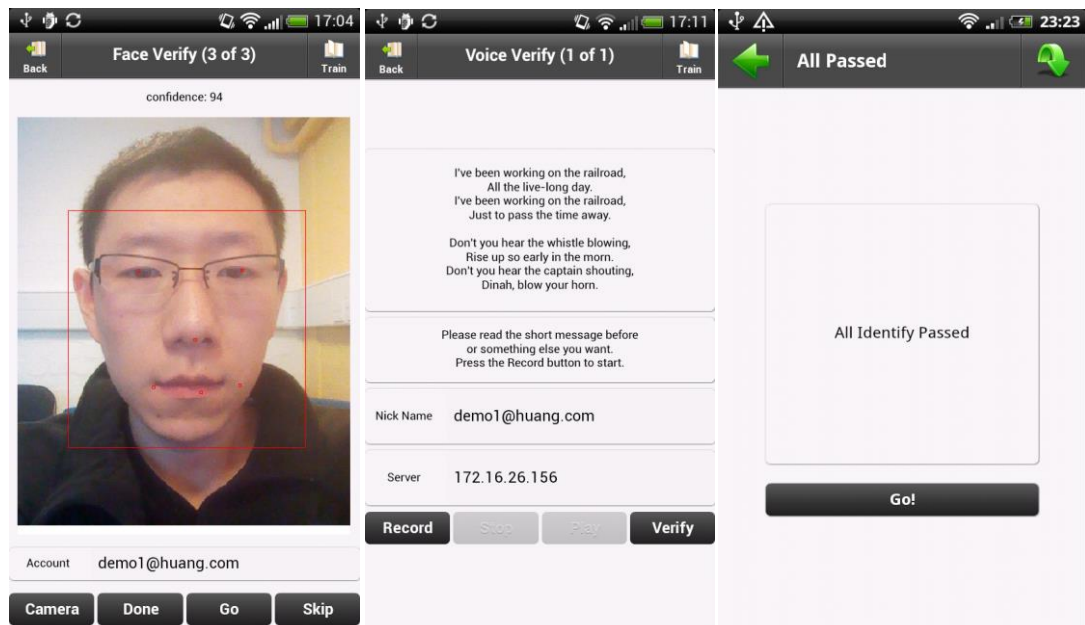 17:04
Back
Face Verify (3 of 3)
Train
confidence: 94
Account
demo1@huang.com
Camera
Done
Go
Skip
17:11
Back
Voice Verify (1 of 1)
Train
I've been working on the railroad,
All the live-long day.
I've been working on the railroad,
Just to pass the time away.
Don't you hear the whistle blowing,
Rise up so early in the morn.
Don't you hear the captain shouting,
Dinah, blow your horn.
Please read the short message before
or something else you want.
Press the Record button to start.
Nick Name
demo1@huang.com
Server
172.16.26.156
Record
Stop
Play
Verify
23:23
All Passed
All Identify Passed
Go!